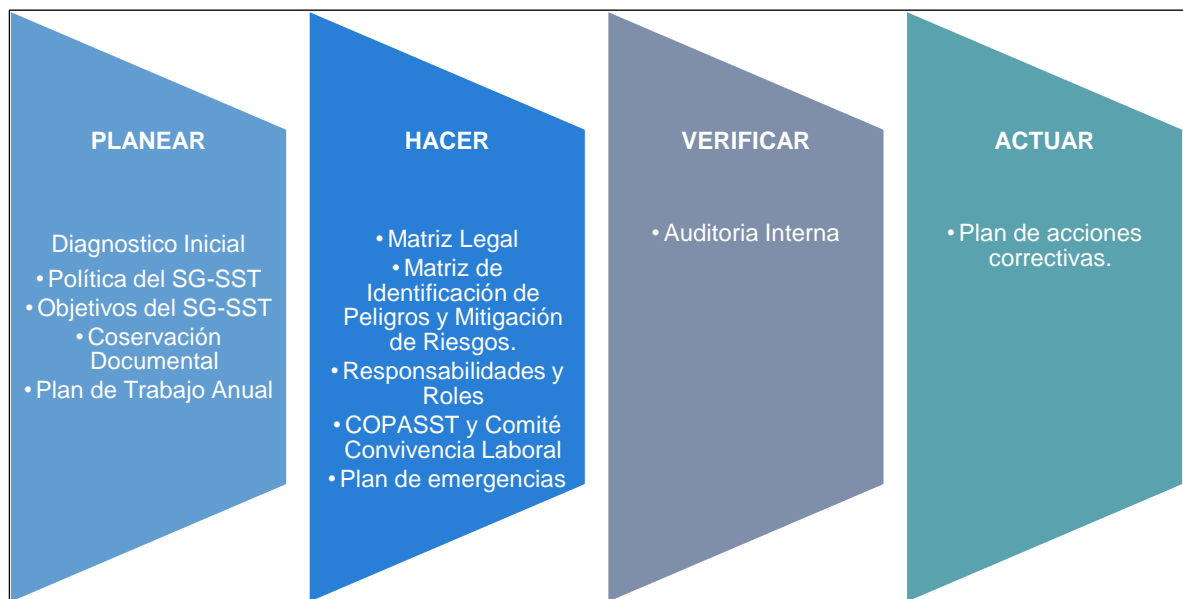 PLANEAR
Diagnostico Inicial
• Política del SG-SST
• Objetivos del SG-SST
• Coservación
Documental
• Plan de Trabajo Anual
HACER
• Matriz Legal
• Matriz de
Identificación de
Peligros y Mitigación
de Riesgos.
• Responsabilidades y
Roles
• COPASST y Comité
Convivencia Laboral
• Plan de emergencias
VERIFICAR
• Auditoria Interna
ACTUAR
• Plan de acciones
correctivas.